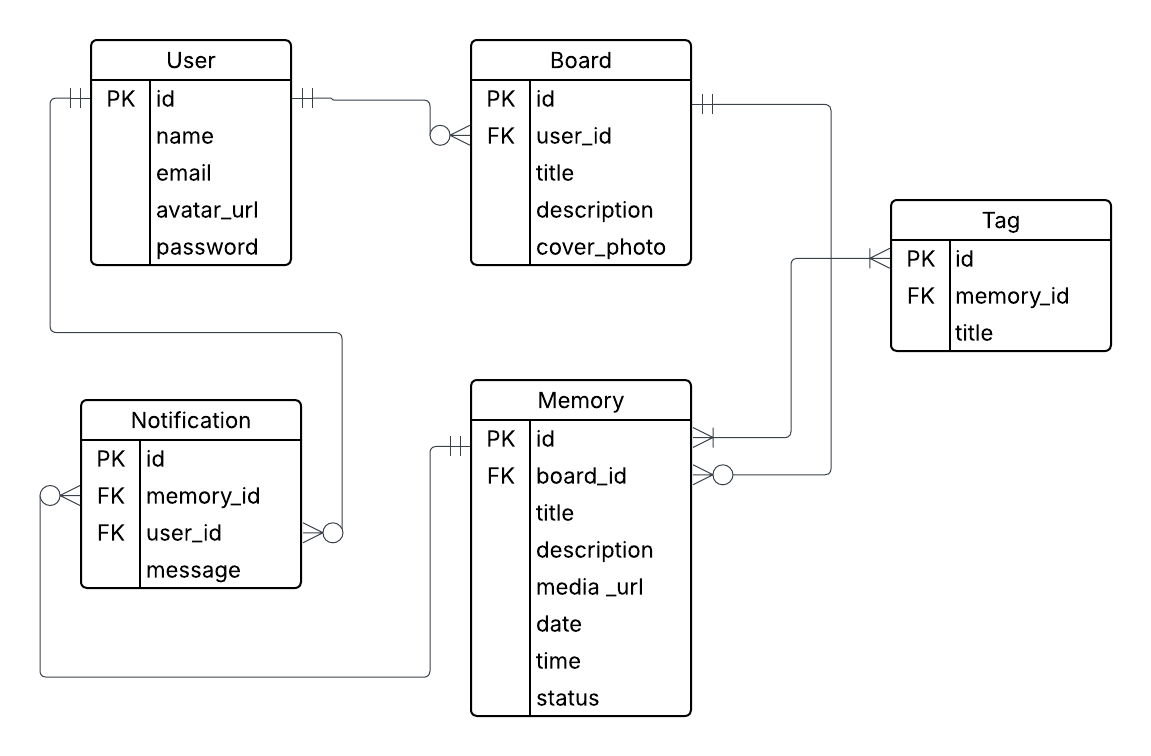 User
PK id
name
email
avatar_url
password
Board
PK id
FK user_id
title
description
cover_photo
Tag
PK id
FK memory_id
title
Notification
PK id
FK memory_id
FK user_id
message
Memory
PK id
FK board_id
title
description
media _url
date
time
status